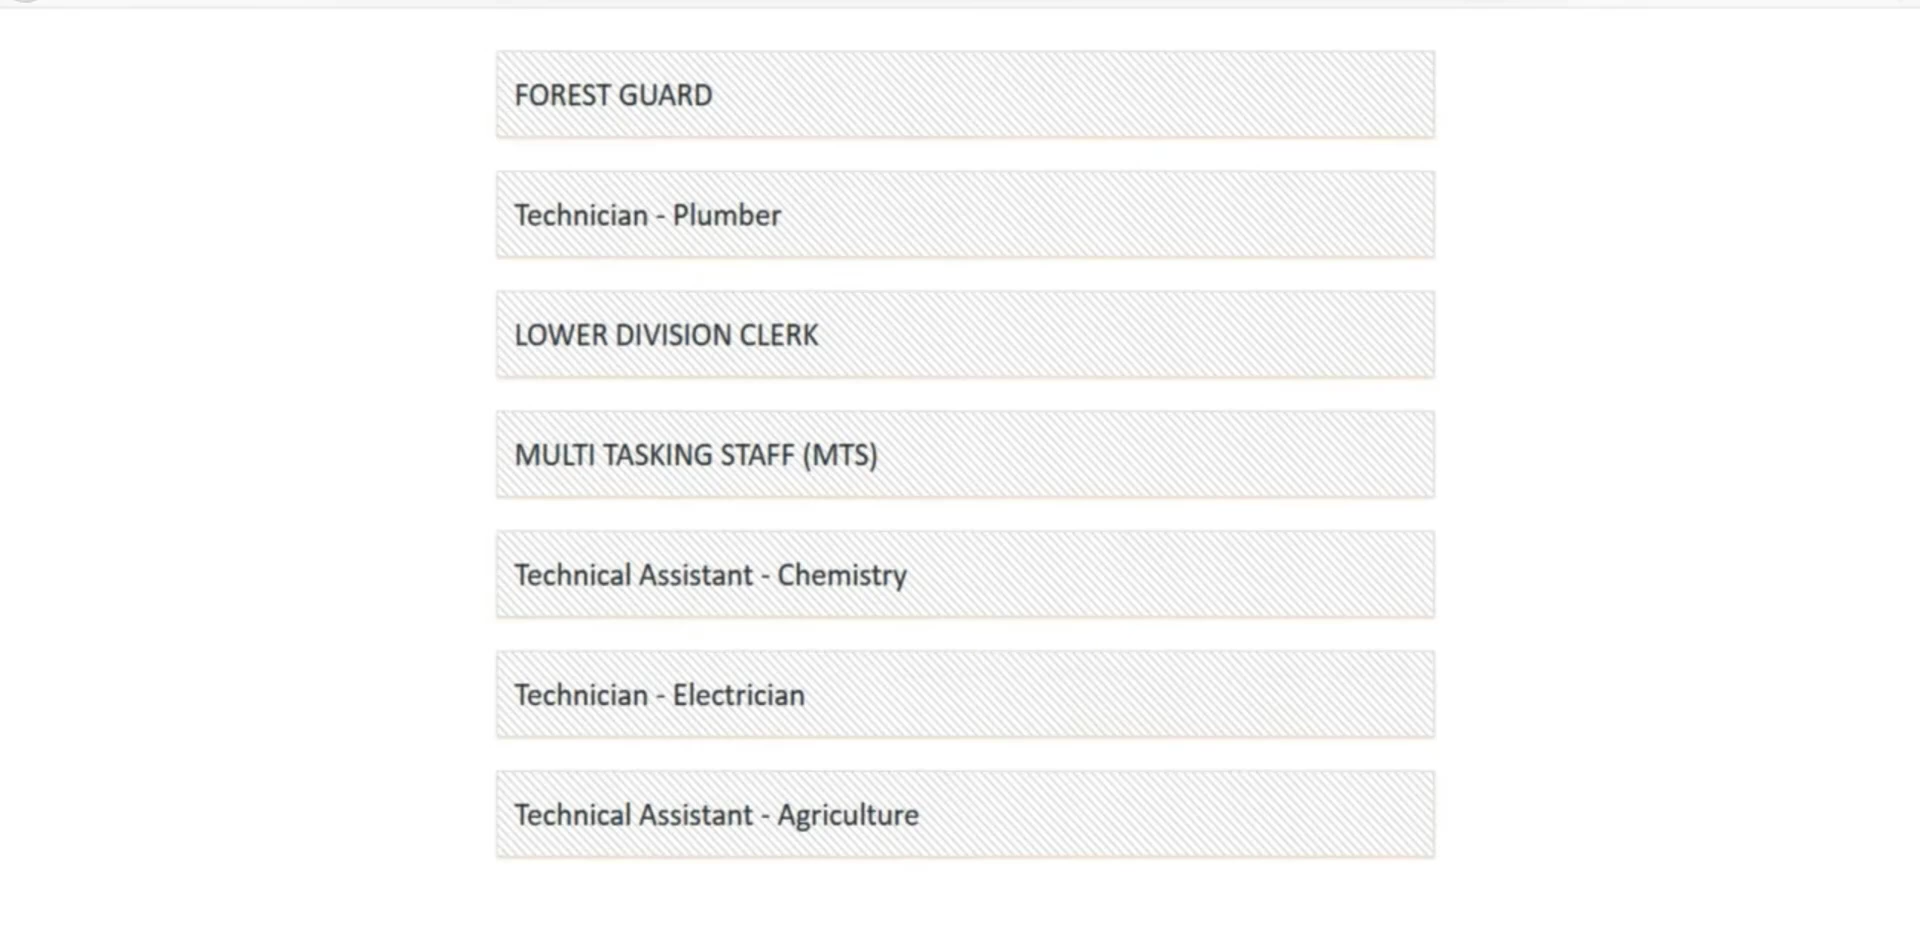 FOREST GUARD
Technician - Plumber
LOWER DIVISION CLERK
MULTI TASKING STAFF (MTS)
Technical Assistant - Chemistry
Technician - Electrician
Technical Assistant - Agriculture